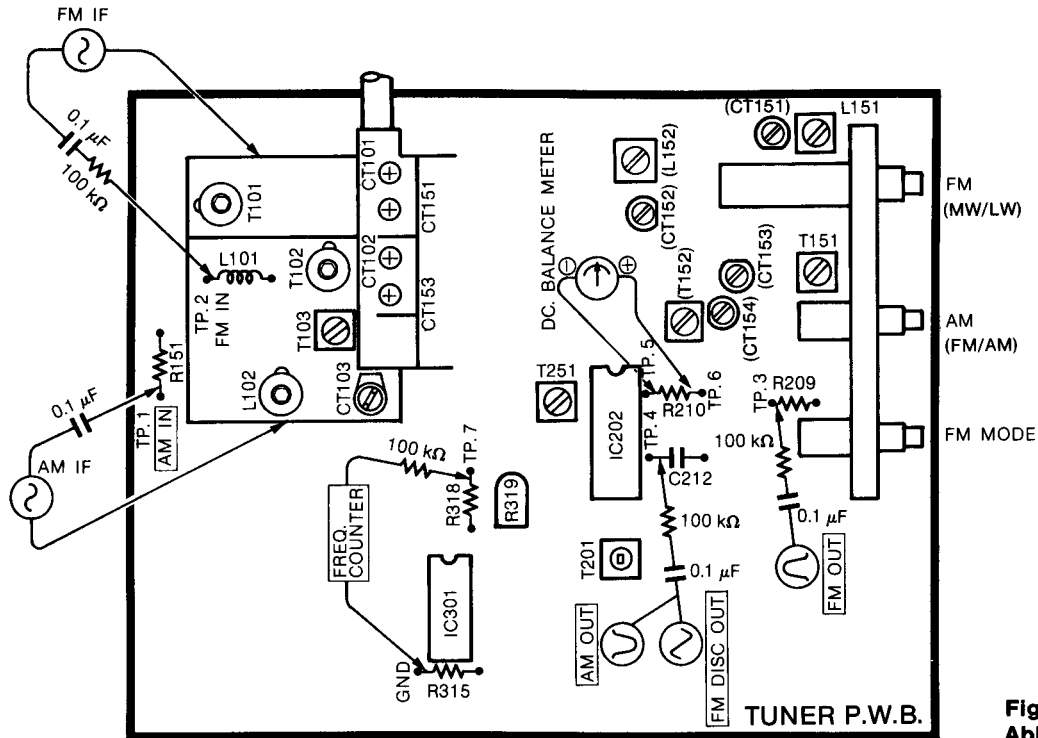 FM IF
0.1 µF
100 kΩ
T101
CT101
CT151
L101
TP. 2
FM IN
T102
CT102
CT153
T103
R151
TP. 1
AM IN
0.1 µF
AM IF
L102
CT103
DC. BALANCE METER
(CT151)
L151
(L152)
(CT152)
(CT153)
(T152)
(CT154)
T151
FM
(MW/LW)
AM
(FM/AM)
FM MODE
T251
IC202
TP. 5
R210
TP. 6
TP. 4
C212
TP. 3
R209
100 kΩ
0.1 µF
FM OUT
100 kΩ
TP. 7
R318
R319
FREQ.
COUNTER
IC301
GND
R315
T201
100 kΩ
0.1 µF
AM OUT
FM DISC OUT
TUNER P.W.B.
Fig
Abb